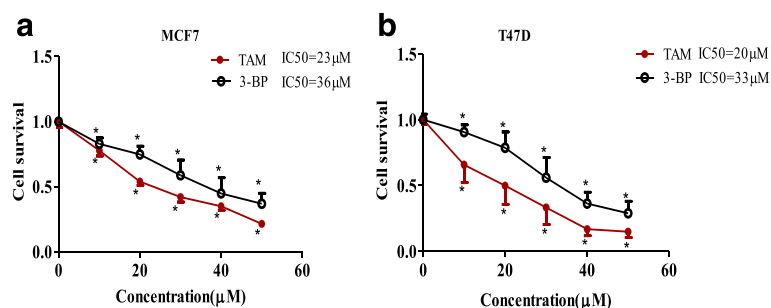 a
MCF7
TAM IC50=23μM
3-BP IC50=36μM
Cell survival
1.5
1.0
0.5
0.0
* * * * *
* * * * *
0 20 40 60
Concentration(μM)
b
T47D
TAM IC50=20μM
3-BP IC50=33μM
Cell survival
1.5
1.0
0.5
0.0
* * * * *
* * * * *
0 20 40 60
Concentration(μM)